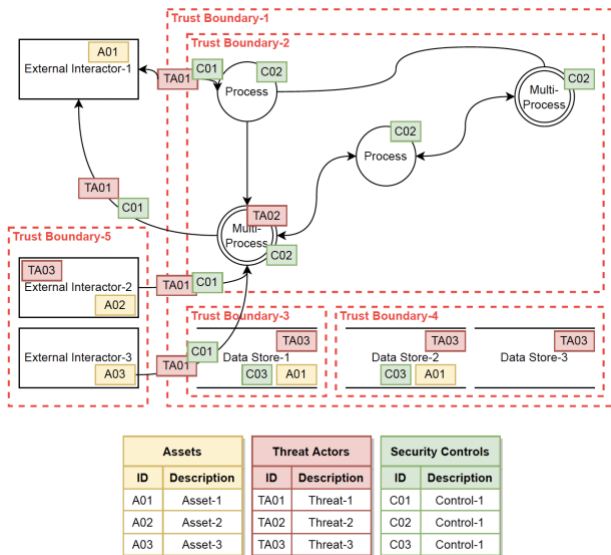 Trust Boundary-1
Trust Boundary-2
A01
External Interactor-1
TA01
C01
C02
Process
C02
Multi-
Process
C02
Process
TA01
C01
TA02
Multi-
Process
C02
Trust Boundary-5
TA03
External Interactor-2
A02
TA01
C01
External Interactor-3
A03
TA01
C01
Trust Boundary-3
TA03
Data Store-1
C03
A01
Trust Boundary-4
TA03
Data Store-2
C03
A01
TA03
Data Store-3
Assets
ID Description
A01 Asset-1
A02 Asset-2
A03 Asset-3
Threat Actors
ID Description
TA01 Threat-1
TA02 Threat-2
TA03 Threat-3
Security Controls
ID Description
C01 Control-1
C02 Control-1
C03 Control-1